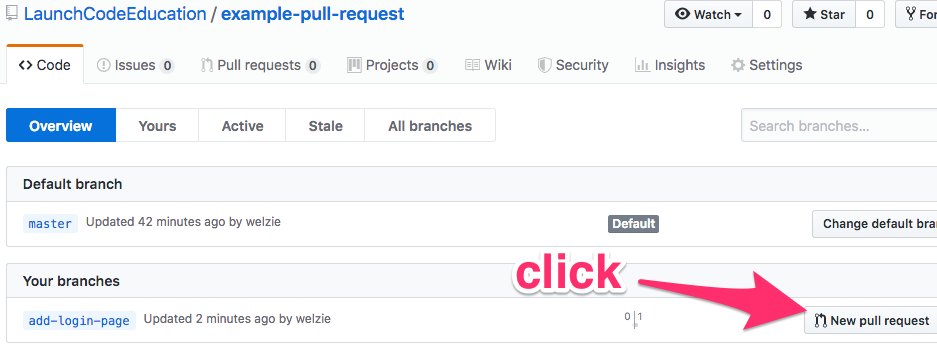 LaunchCodeEducation / example-pull-request
Watch 0 Star 0 For
Code Issues 0 Pull requests 0 Projects 0 Wiki Security Insights Settings
Overview Yours Active Stale All branches Search branches...
Default branch
master Updated 42 minutes ago by welzie Default Change default bran
click
Your branches
add-login-page Updated 2 minutes ago by welzie 0 1 New pull request